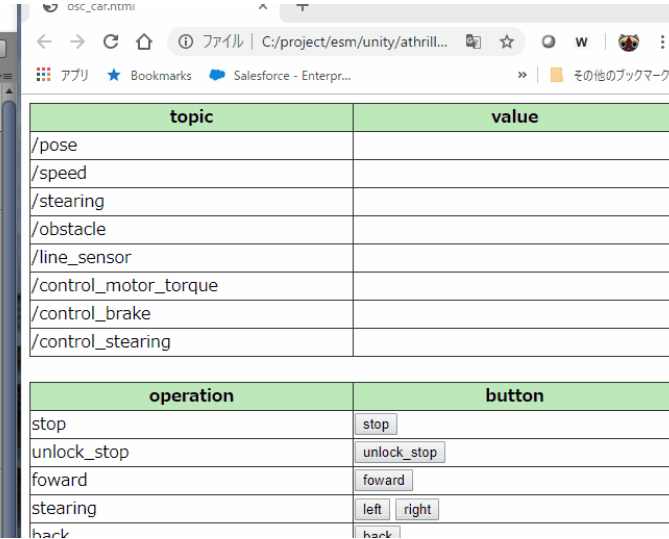 osc_car.html
ファイル | C:/project/esm/unity/athrill... W
アプリ Bookmarks Salesforce - Enterpr... » その他のブックマーク
topic value
/pose
/speed
/stearing
/obstacle
/line_sensor
/control_motor_torque
/control_brake
/control_stearing
operation button
stop stop
unlock_stop unlock_stop
foward foward
stearing left right
back back